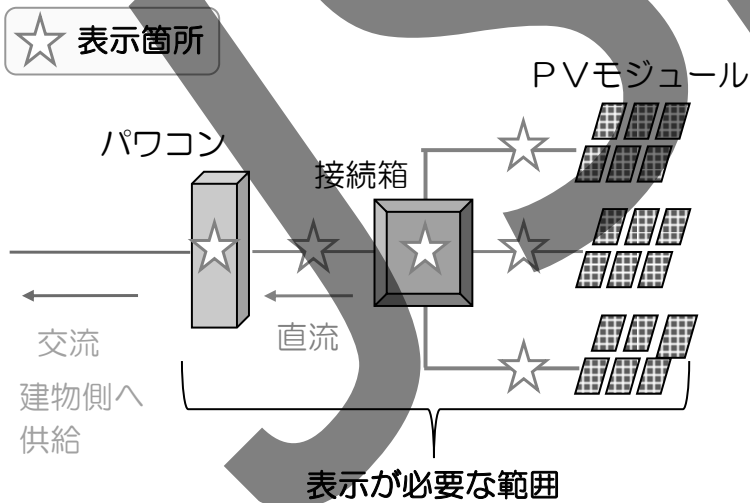 表示箇所
PVモジュール
パワコン
接続箱
交流
直流
建物側へ
供給
表示が必要な範囲